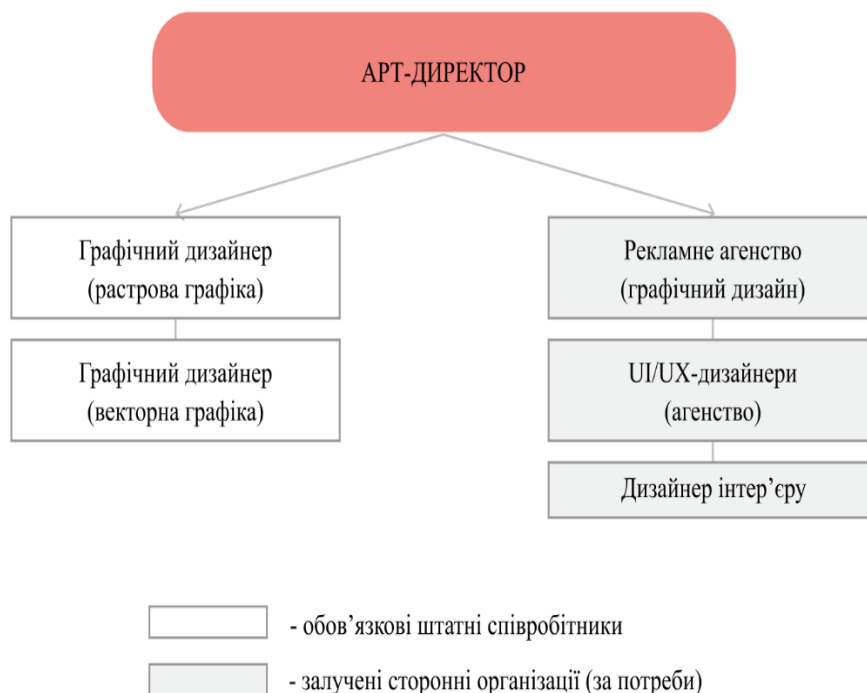 АРТ-ДИРЕКТОР
Графічний дизайнер
(растрова графіка)
Графічний дизайнер
(векторна графіка)
Рекламне агенство
(графічний дизайн)
UI/UX-дизайнери
(агенство)
Дизайнер інтер’єру
- обов’язкові штатні співробітники
- залучені сторонні організації (за потреби)